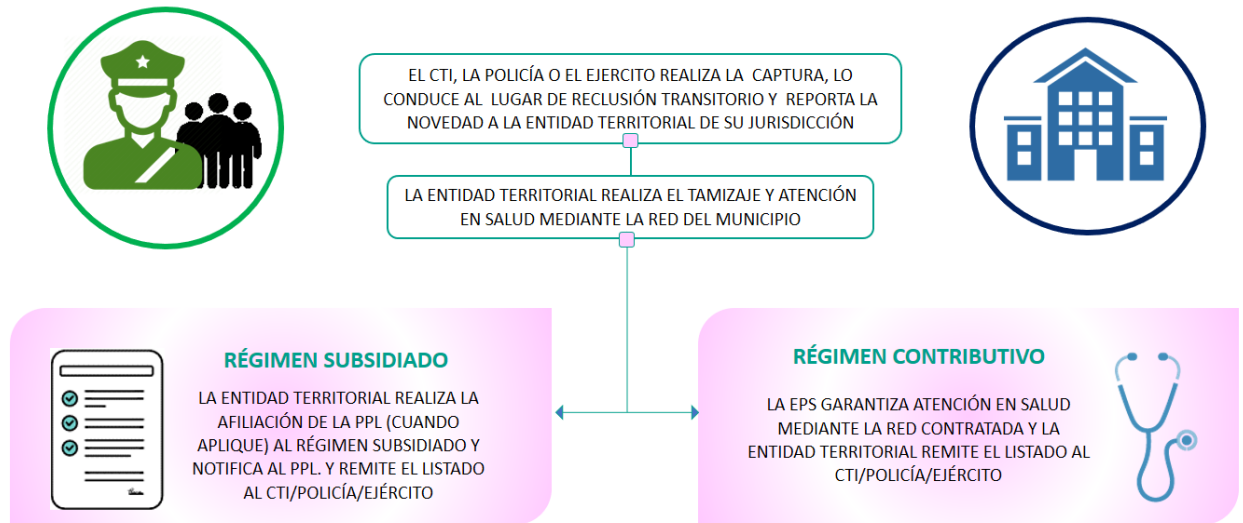 EL CTI, LA POLICÍA O EL EJERCITO REALIZA LA CAPTURA, LO
CONDUCE AL LUGAR DE RECLUSIÓN TRANSITORIO Y REPORTA LA
NOVEDAD A LA ENTIDAD TERRITORIAL DE SU JURISDICCIÓN
LA ENTIDAD TERRITORIAL REALIZA EL TAMIZAJE Y ATENCIÓN
EN SALUD MEDIANTE LA RED DEL MUNICIPIO
RÉGIMEN SUBSIDIADO
LA ENTIDAD TERRITORIAL REALIZA LA
AFILIACIÓN DE LA PPL (CUANDO
APLIQUE) AL RÉGIMEN SUBSIDIADO Y
NOTIFICA AL PPL. Y REMITE EL LISTADO
AL CTI/POLICÍA/EJÉRCITO
RÉGIMEN CONTRIBUTIVO
LA EPS GARANTIZA ATENCIÓN EN SALUD
MEDIANTE LA RED CONTRATADA Y LA
ENTIDAD TERRITORIAL REMITE EL LISTADO AL
CTI/POLICÍA/EJÉRCITO